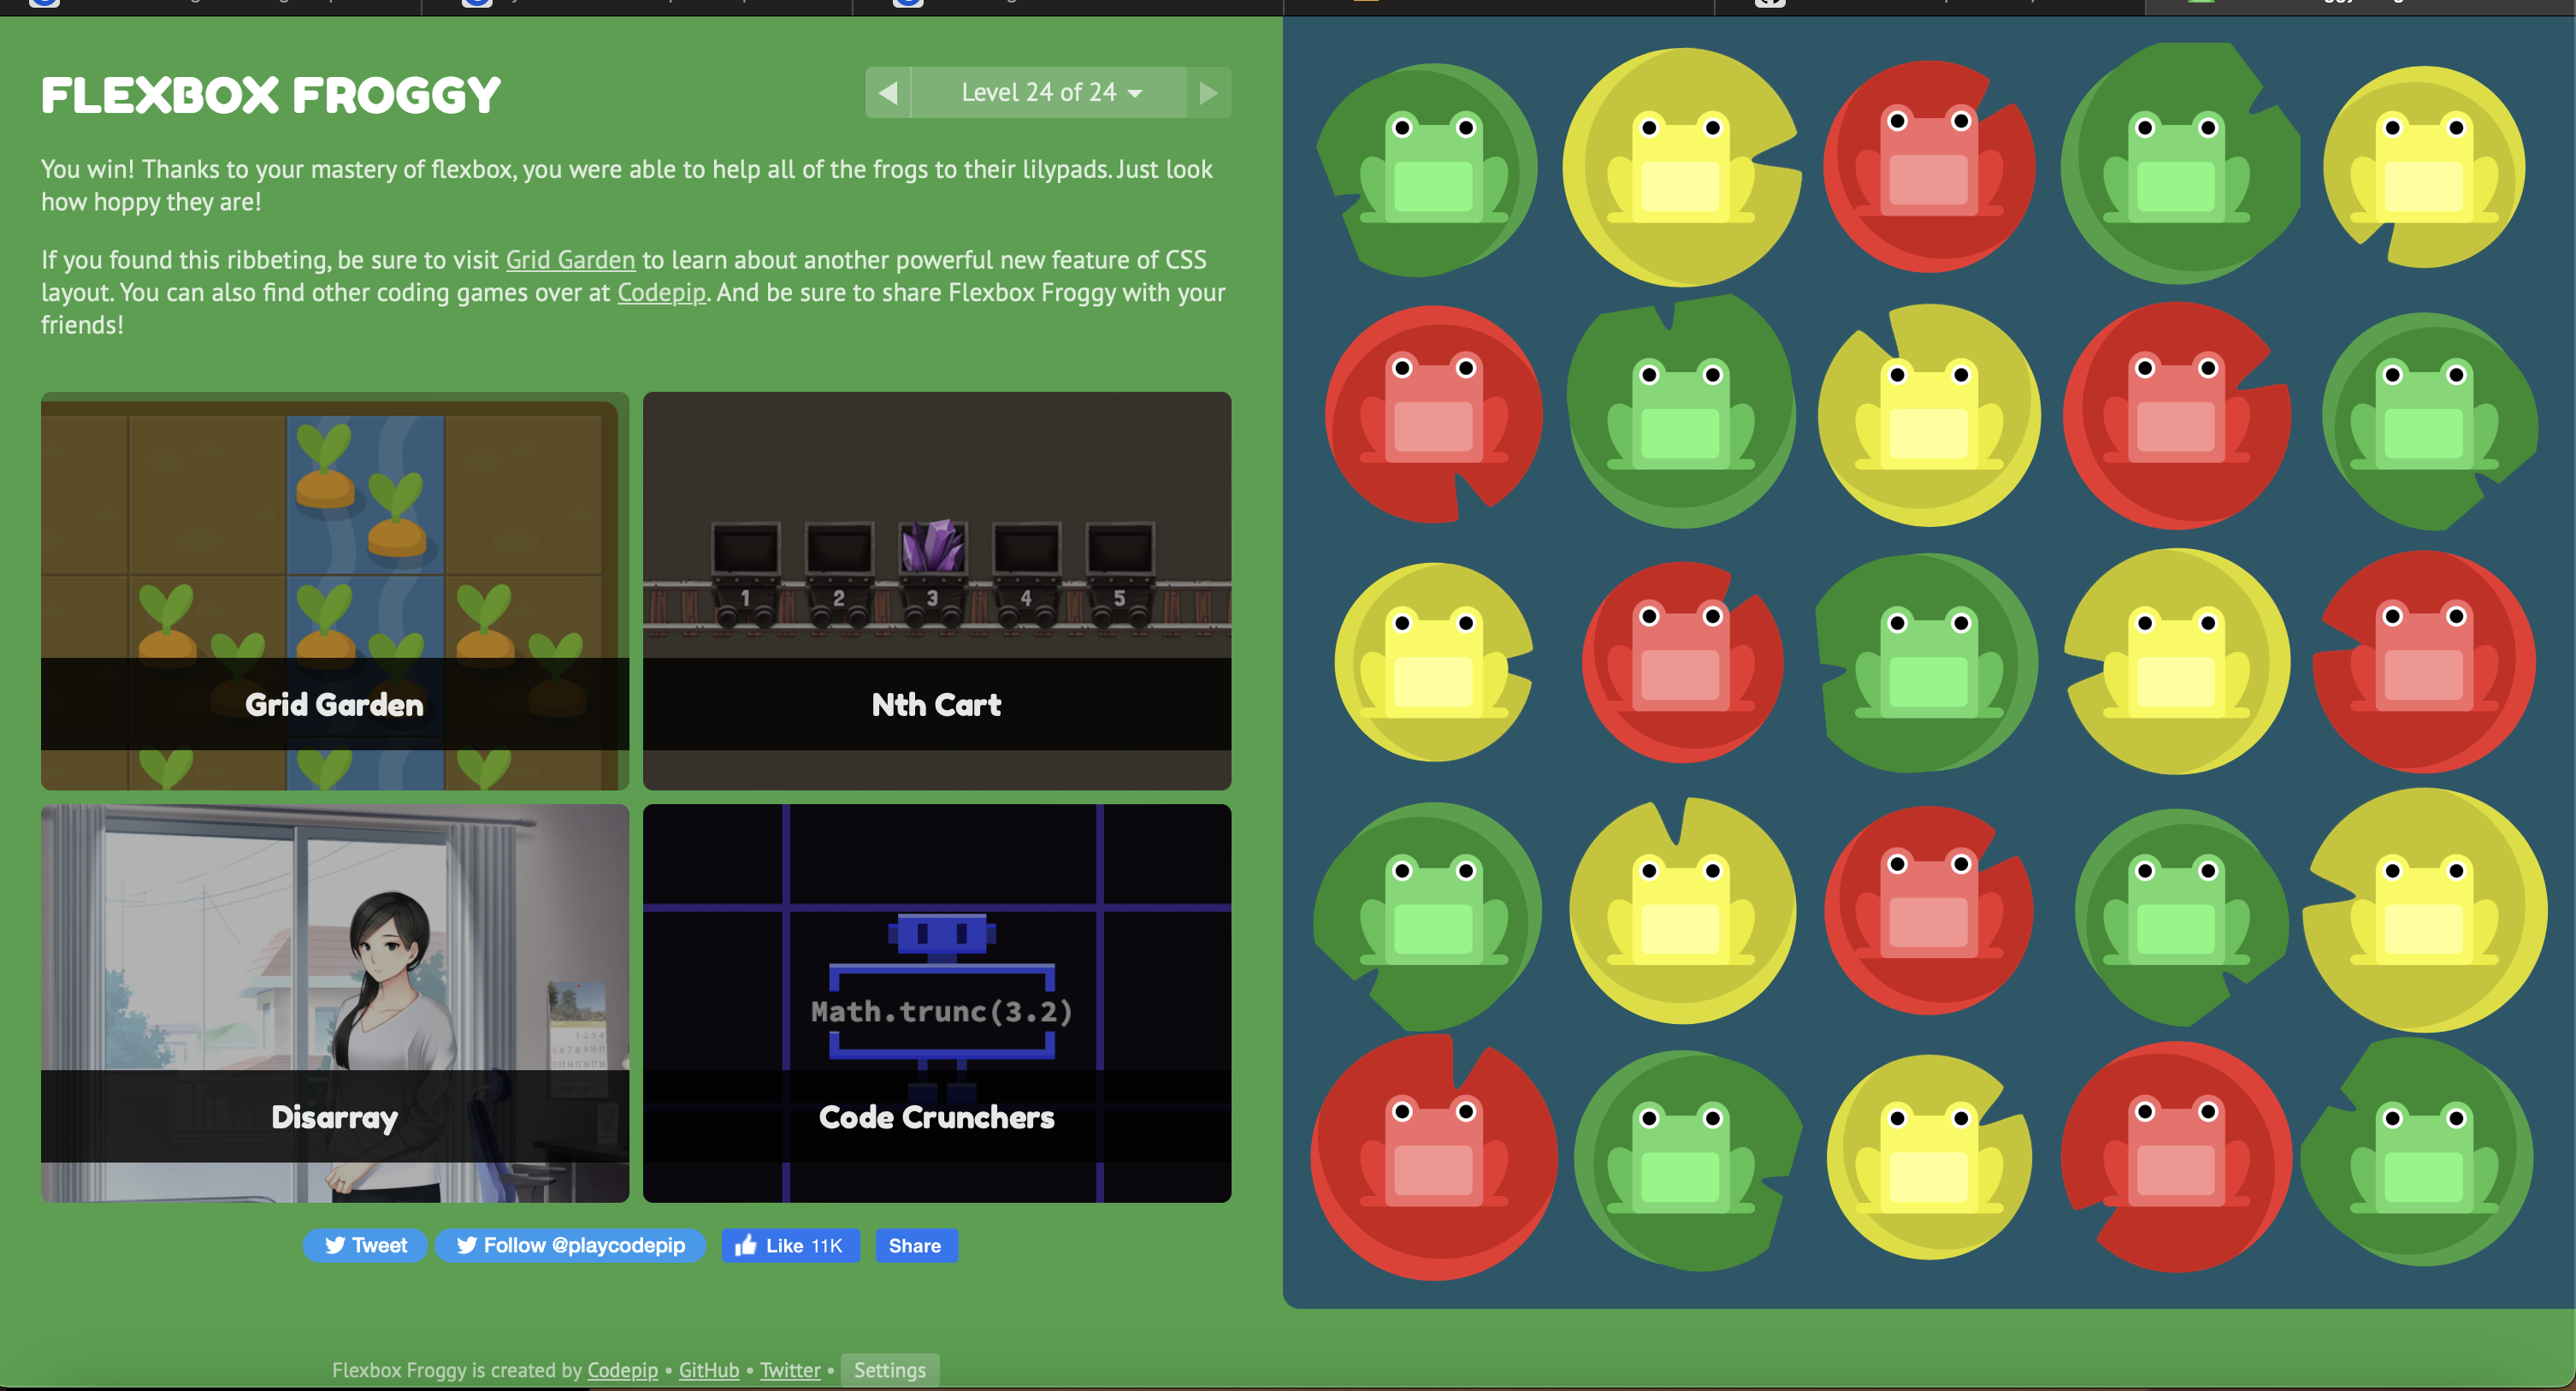 FLEXBOX FROGGY
Level 24 of 24
You win! Thanks to your mastery of flexbox, you were able to help all of the frogs to their lilypads. Just look
how hoppy they are!
If you found this ribbeting, be sure to visit Grid Garden to learn about another powerful new feature of CSS
layout. You can also find other coding games over at Codepip. And be sure to share Flexbox Froggy with your
friends!
1 2 3 4 5
Grid Garden
Nth Cart
Math.trunc(3.2)
Disarray
Code Crunchers
Tweet
Follow @playcodepip
Like 11K
Share
Flexbox Froggy is created by Codepip • GitHub • Twitter • Settings